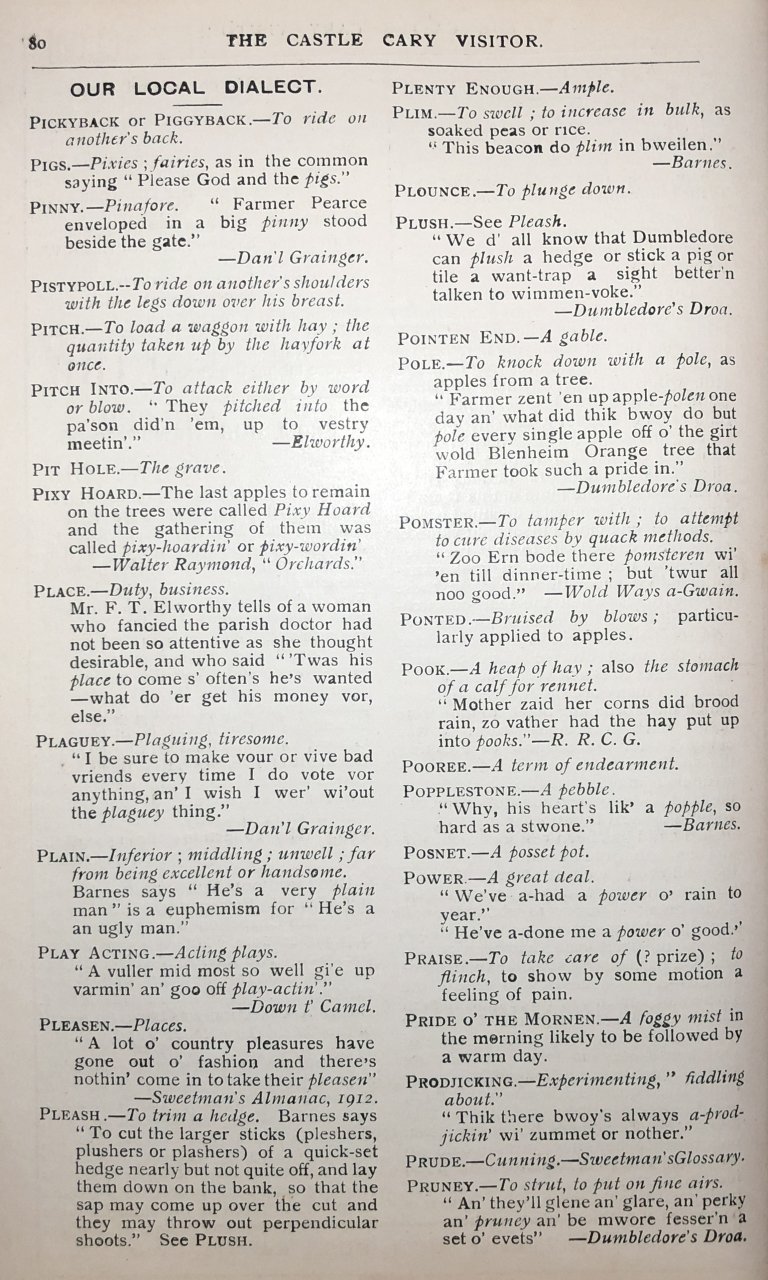 80
THE CASTLE CARY VISITOR.
OUR LOCAL DIALECT.
PICKYBACK or PIGGYBACK.—To ride on
another's back.
PIGS.—Pixies ; fairies, as in the common
saying “ Please God and the pigs.”
PINNY.—Pinafore. “ Farmer Pearce
enveloped in a big pinny stood
beside the gate.”
—Dan'l Grainger.
PISTYPOLL.--To ride on another's shoulders
with the legs down over his breast.
PITCH.—To load a waggon with hay ; the
quantity taken up by the hayfork at
once.
PITCH INTO.—To attack either by word
or blow. “ They pitched into the
pa'son did'n 'em, up to vestry
meetin'.” —Elworthy.
PIT HOLE.—The grave.
PIXY HOARD.—The last apples to remain
on the trees were called Pixy Hoard
and the gathering of them was
called pixy-hoardin' or pixy-wordin'
—Walter Raymond, “ Orchards.”
PLACE.—Duty, business.
Mr. F. T. Elworthy tells of a woman
who fancied the parish doctor had
not been so attentive as she thought
desirable, and who said “ 'Twas his
place to come s' often's he's wanted
—what do 'er get his money vor,
else.”
PLAGUEY.—Plaguing, tiresome.
“ I be sure to make vour or vive bad
vriends every time I do vote vor
anything, an' I wish I wer' wi'out
the plaguey thing.”
—Dan'l Grainger.
PLAIN.—Inferior ; middling ; unwell ; far
from being excellent or handsome.
Barnes says “ He's a very plain
man ” is a euphemism for “ He's a
an ugly man.”
PLAY ACTING.—Acting plays.
“ A vuller mid most so well gi'e up
varmin' an' goo off play-actin'.”
—Down t' Camel.
PLEASEN.—Places.
“ A lot o' country pleasures have
gone out o' fashion and there's
nothin' come in to take their pleasen”
—Sweetman's Almanac, 1912.
PLEASH.—To trim a hedge. Barnes says
“ To cut the larger sticks (pleshers,
plushers or plashers) of a quick-set
hedge nearly but not quite off, and lay
them down on the bank, so that the
sap may come up over the cut and
they may throw out perpendicular
shoots.” See PLUSH.
PLENTY ENOUGH.—Ample.
PLIM.—To swell ; to increase in bulk, as
soaked peas or rice.
“ This beacon do plim in bweilen.”
—Barnes.
PLOUNCE.—To plunge down.
PLUSH.—See Pleash.
“ We d' all know that Dumbledore
can plush a hedge or stick a pig or
tile a want-trap a sight better'n
talken to wimmen-voke.”
—Dumbledore's Droa.
POINTEN END.—A gable.
POLE.—To knock down with a pole, as
apples from a tree.
“ Farmer zent 'en up apple-polen one
day an' what did thik bwoy do but
pole every single apple off o' the girt
wold Blenheim Orange tree that
Farmer took such a pride in.”
—Dumbledore's Droa.
POMSTER.—To tamper with ; to attempt
to cure diseases by quack methods.
“ Zoo Ern bode there pomsteren wi'
'en till dinner-time ; but 'twur all
noo good.” —Wold Ways a-Gwain.
PONTED.—Bruised by blows ; particu-
larly applied to apples.
POOK.—A heap of hay ; also the stomach
of a calf for rennet.
“ Mother zaid her corns did brood
rain, zo vather had the hay put up
into pooks.”—R. R. C. G.
POOREE.—A term of endearment.
POPPLESTONE.—A pebble.
“ Why, his heart's lik' a popple, so
hard as a stwone.” —Barnes.
POSNET.—A posset pot.
POWER.—A great deal.
“ We've a-had a power o' rain to
year.”
“ He've a-done me a power o' good.”
PRAISE.—To take care of (? prize) ; to
flinch, to show by some motion a
feeling of pain.
PRIDE O' THE MORNEN.—A foggy mist in
the morning likely to be followed by
a warm day.
PRODJICKING.—Experimenting, ” fiddling
about.”
“ Thik there bwoy's always a-prod-
jickin' wi' zummet or nother.”
PRUDE.—Cunning.—Sweetman's Glossary.
PRUNEY.—To strut, to put on fine airs.
“ An' they'll glene an' glare, an' perky
an' pruney an' be mwore fesser'n a
set o' evets” —Dumbledore's Droa.